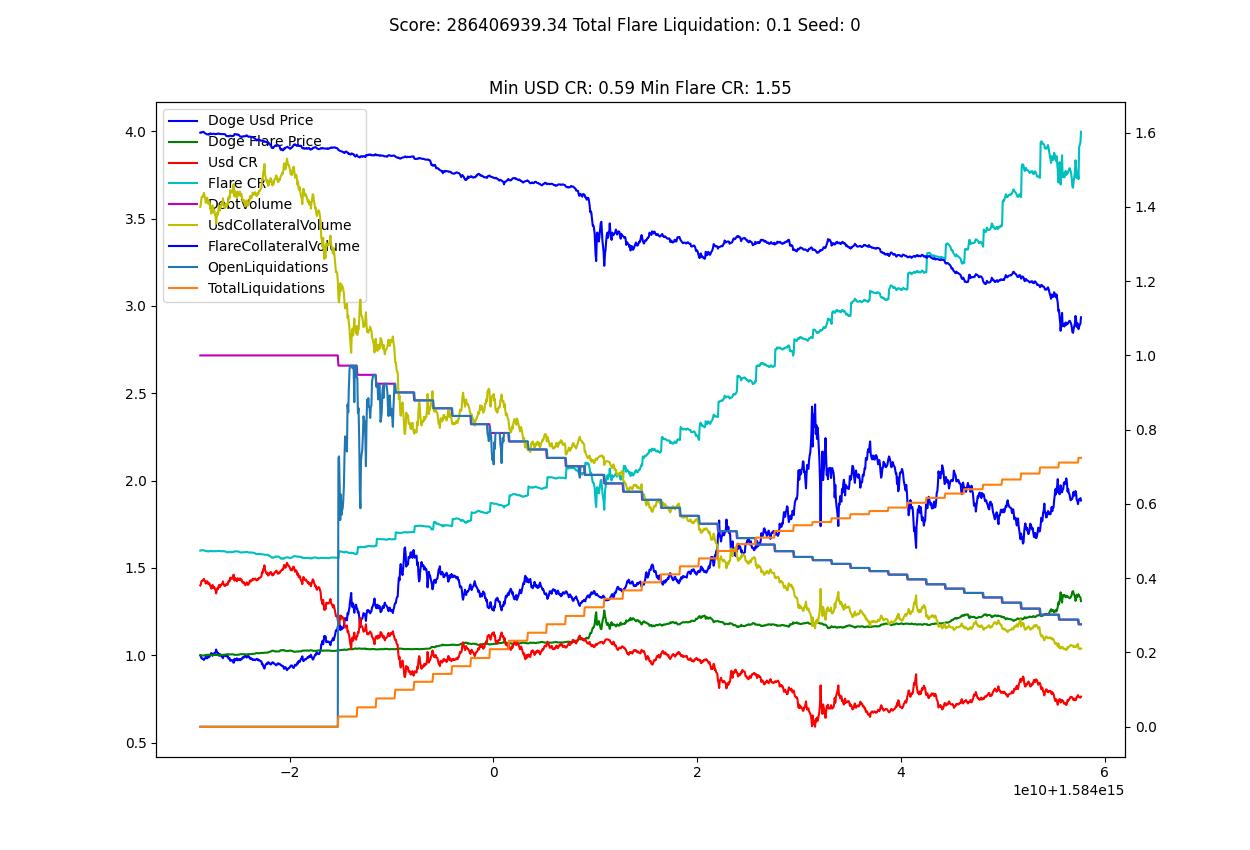 Score: 286406939.34 Total Flare Liquidation: 0.1 Seed: 0
Min USD CR: 0.59 Min Flare CR: 1.55
Doge Usd Price
Doge Flare Price
Usd CR
Flare CR
DebtVolume
UsdCollateralVolume
FlareCollateralVolume
OpenLiquidations
TotalLiquidations
4.0
3.5
3.0
2.5
2.0
1.5
1.0
0.5
1.6
1.4
1.2
1.0
0.8
0.6
0.4
0.2
0.0
−2 0 2 4 6
1e10+1.584e15